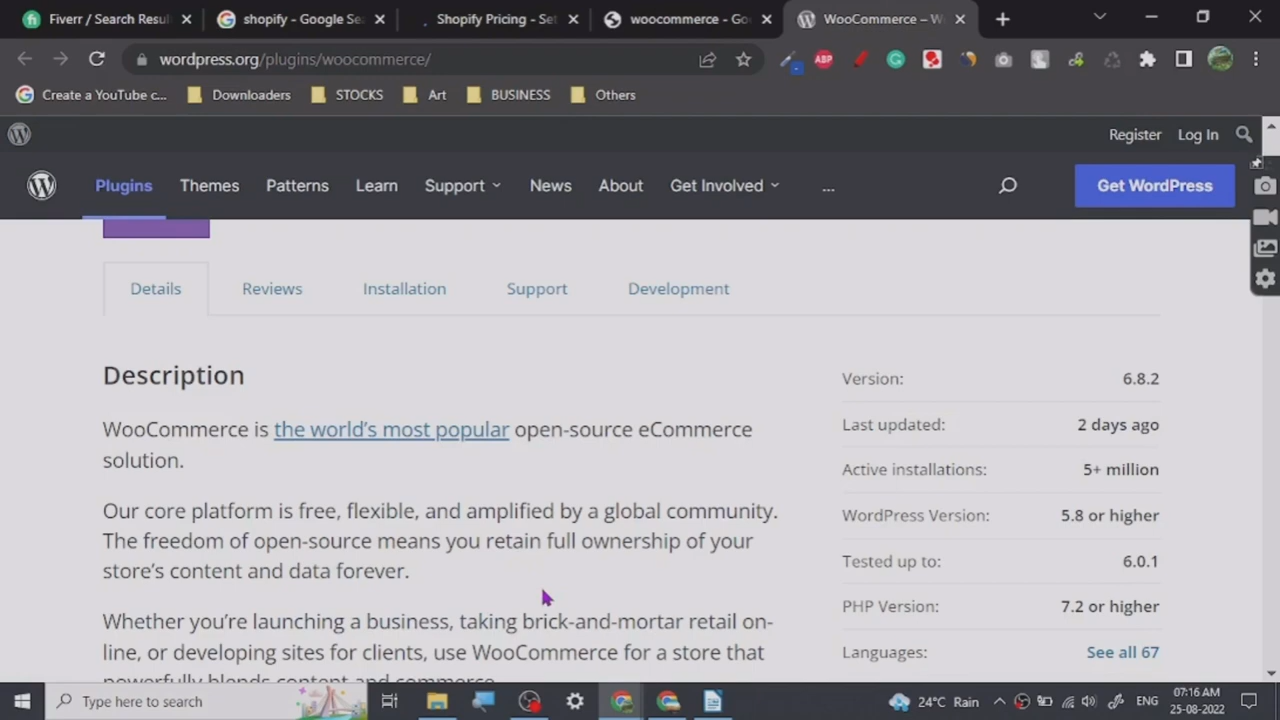 Fiverr / Search Resul
shopify - Google Se
Shopify Pricing - Set
woocommerce - Go
WooCommerce – W
wordpress.org/plugins/woocommerce/
ABP
Create a YouTube c...
Downloaders
STOCKS
Art
BUSINESS
Others
Register
Log In
Plugins
Themes
Patterns
Learn
Support
News
About
Get Involved
...
Get WordPress
Details
Reviews
Installation
Support
Development
Description
WooCommerce is the world's most popular open-source eCommerce
solution.
Our core platform is free, flexible, and amplified by a global community.
The freedom of open-source means you retain full ownership of your
store's content and data forever.
Whether you're launching a business, taking brick-and-mortar retail on-
line, or developing sites for clients, use WooCommerce for a store that
powerfully blends content and commerce.
Version: 6.8.2
Last updated: 2 days ago
Active installations: 5+ million
WordPress Version: 5.8 or higher
Tested up to: 6.0.1
PHP Version: 7.2 or higher
Languages: See all 67
Type here to search
24°C Rain
ENG
07:16 AM
25-08-2022